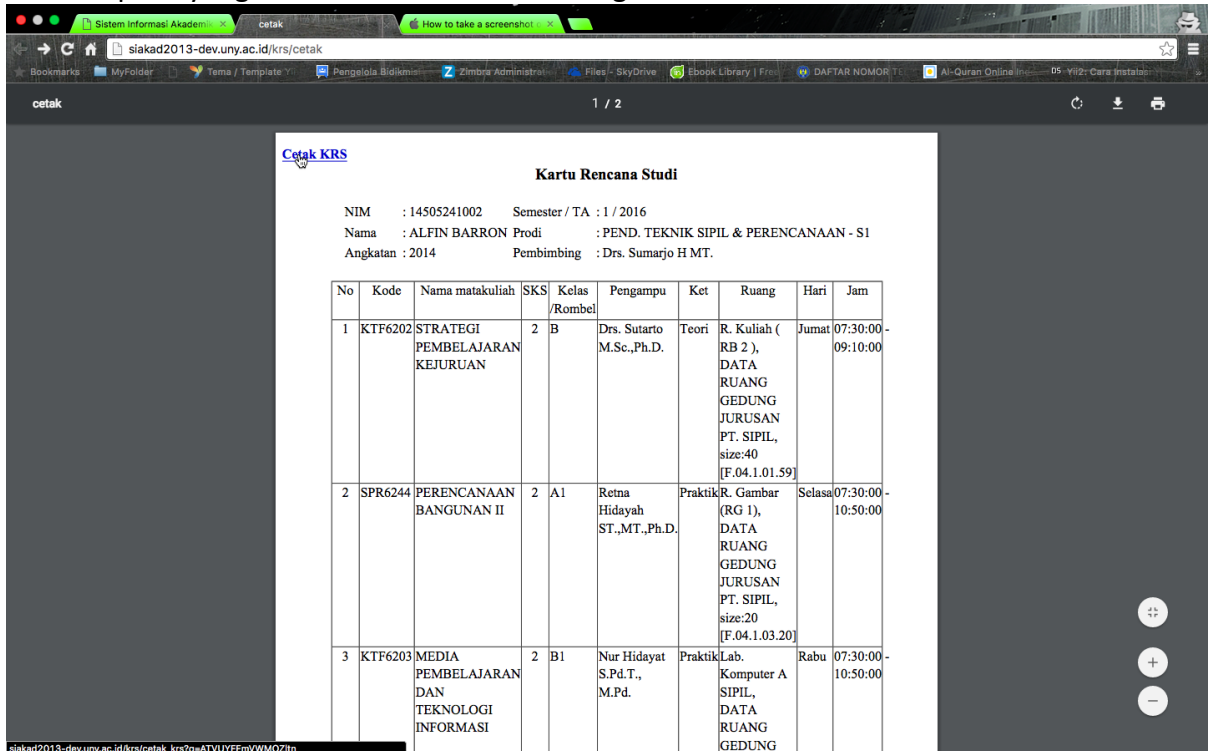 Sistem Informasi Akademik
cetak
How to take a screenshot o
siakad2013-dev.uny.ac.id/krs/cetak
Bookmarks MyFolder Tema / Template Yi Pengelola Bidikmisi Zimbra Administrat Files - SkyDrive Ebook Library | Free DAFTAR NOMOR TE Al-Quran Online Yii2: Cara Instalasi
cetak 1 / 2
Cetak KRS
Kartu Rencana Studi
NIM : 14505241002 Semester / TA : 1 / 2016
Nama : ALFIN BARRON Prodi : PEND. TEKNIK SIPIL & PERENCANAAN - S1
Angkatan : 2014 Pembimbing : Drs. Sumarjo H MT.
No Kode Nama matakuliah SKS Kelas Pengampu Ket Ruang Hari Jam
/Rombel
1 KTF6202 STRATEGI 2 B Drs. Sutarto Teori R. Kuliah ( Jumat 07:30:00 -
PEMBELAJARAN M.Sc.,Ph.D. RB 2 ), 09:10:00
KEJURUAN DATA
RUANG
GEDUNG
JURUSAN
PT. SIPIL,
size:40
[F.04.1.01.59]
2 SPR6244 PERENCANAAN 2 A1 Retna Praktik R. Gambar Selasa 07:30:00 -
BANGUNAN II Hidayah (RG 1), 10:50:00
ST.,MT.,Ph.D. DATA
RUANG
GEDUNG
JURUSAN
PT. SIPIL,
size:20
[F.04.1.03.20]
3 KTF6203 MEDIA 2 B1 Nur Hidayat Praktik Lab. Rabu 07:30:00 -
PEMBELAJARAN S.Pd.T., Komputer A 10:50:00
DAN M.Pd. SIPIL,
TEKNOLOGI DATA
INFORMASI RUANG
GEDUNG